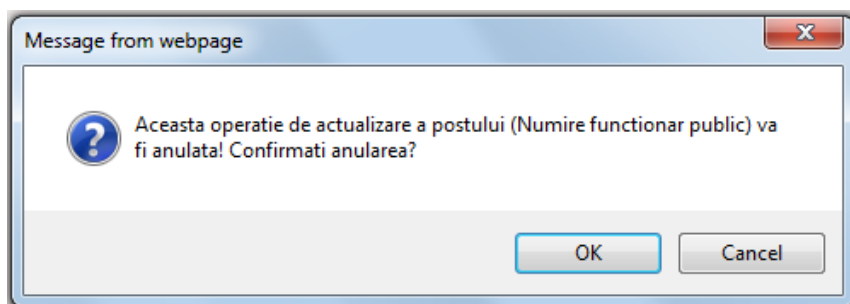 Message from webpage
Aceasta operatie de actualizare a postului (Numire functionar public) va
fi anulata! Confirmati anularea?
OK
Cancel